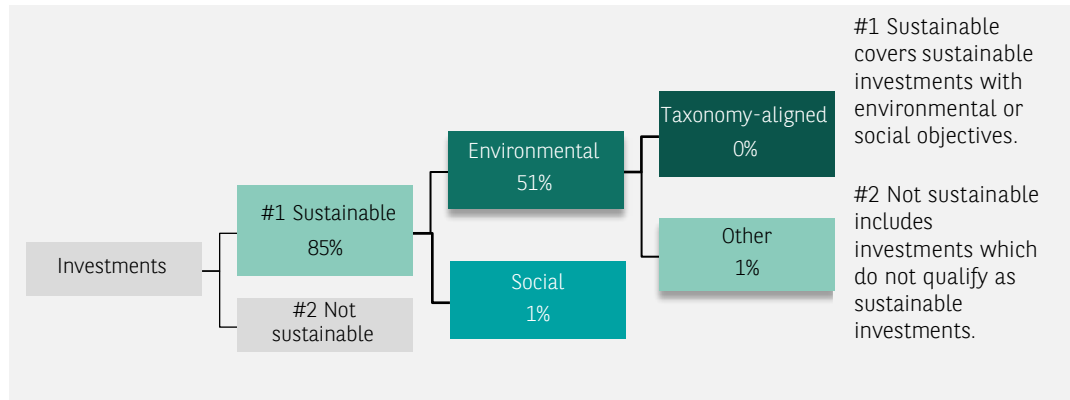 Investments
#1 Sustainable
85%
#2 Not
sustainable
Environmental
51%
Social
1%
Taxonomy-aligned
0%
Other
1%
#1 Sustainable
covers sustainable
investments with
environmental or
social objectives.
#2 Not sustainable
includes
investments which
do not qualify as
sustainable
investments.